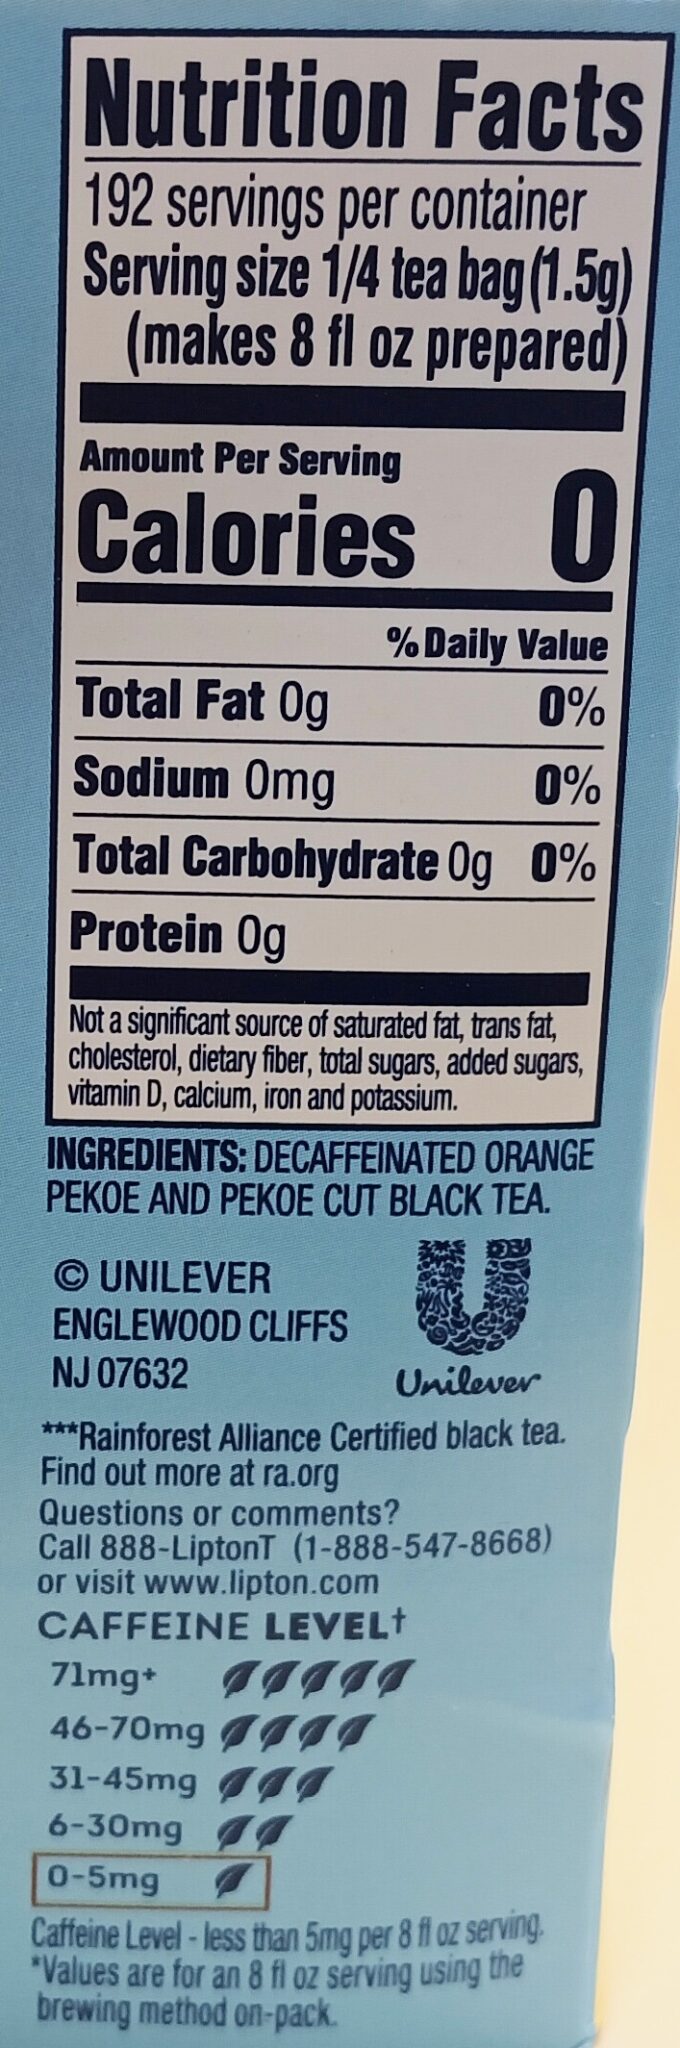 Nutrition Facts
192 servings per container
Serving size 1/4 tea bag (1.5g)
(makes 8 fl oz prepared)
Amount Per Serving
Calories 0
% Daily Value
Total Fat 0g 0%
Sodium 0mg 0%
Total Carbohydrate 0g 0%
Protein 0g
Not a significant source of saturated fat, trans fat,
cholesterol, dietary fiber, total sugars, added sugars,
vitamin D, calcium, iron and potassium.
INGREDIENTS: DECAFFEINATED ORANGE
PEKOE AND PEKOE CUT BLACK TEA.
© UNILEVER
ENGLEWOOD CLIFFS
NJ 07632
Unilever
***Rainforest Alliance Certified black tea.
Find out more at ra.org
Questions or comments?
Call 888-LiptonT (1-888-547-8668)
or visit www.lipton.com
CAFFEINE LEVEL†
71mg+
46-70mg
31-45mg
6-30mg
0-5mg
Caffeine Level - less than 5mg per 8 fl oz serving.
*Values are for an 8 fl oz serving using the
brewing method on-pack.